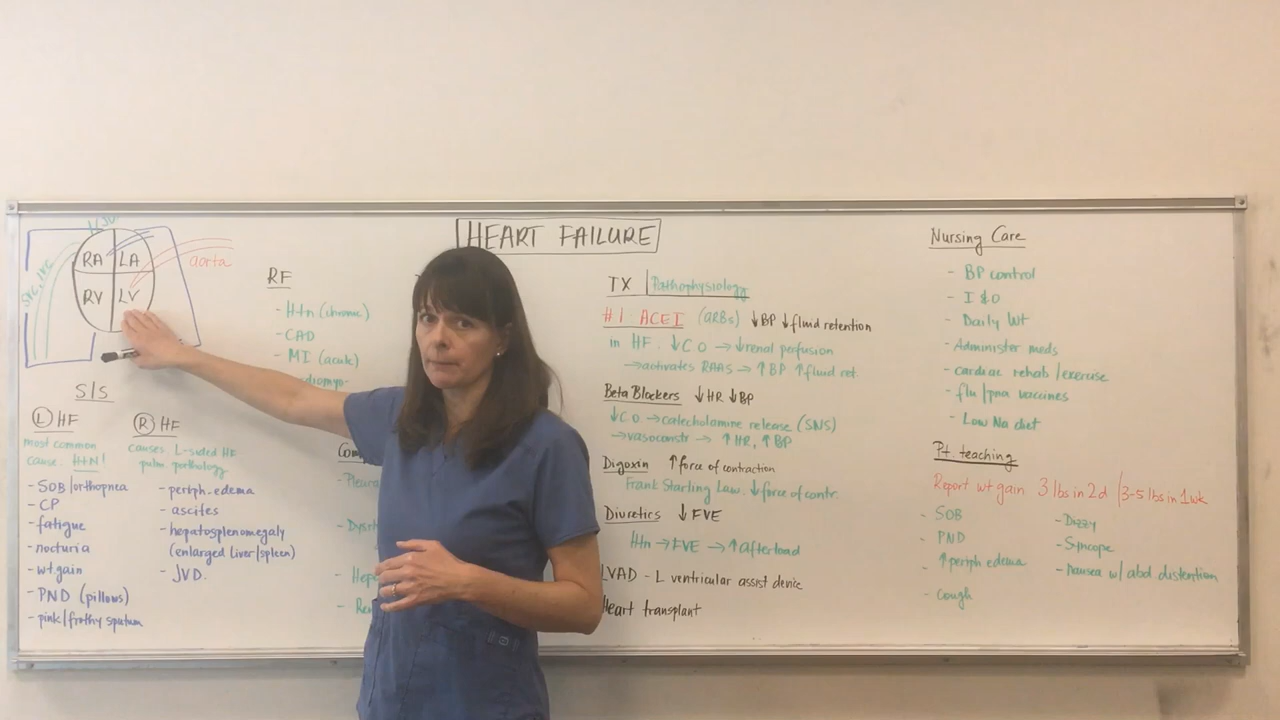 HEART FAILURE
RA LA
RV LV
aorta
S/S
(L) HF
most common
cause: HTN!
- SOB/orthopnea
- CP
- fatigue
- nocturia
- wt gain
- PND (pillows)
- pink/frothy sputum
(R) HF
causes: L-sided HF
pulm.
- periph. edema
- ascites
- hepatosplenomegaly
(enlarged liver/spleen)
- JVD.
RF
- Htn (chronic)
- CAD
- MI (acute)
TX | Pathophysiology
#1: ACEI (ARBs) ↓BP ↓fluid retention
in HF: ↓CO → ↓renal perfusion
→ activates RAAS → ↑BP ↑fluid ret.
Beta Blockers ↓HR ↓BP
↓CO → catecholamine release (SNS)
→ vasoconstr → ↑HR, ↑BP
Digoxin ↑force of contraction
Frank Starling Law: ↓force of contr.
Diuretics ↓FVE
Htn → FVE → ↑afterload
LVAD - L ventricular assist device
Heart transplant
Nursing Care
- BP control
- I & O
- Daily Wt
- Administer meds
- cardiac rehab/exercise
- flu/pna vaccines
- Low Na diet
Pt. teaching
Report wt gain 3 lbs in 2d /3-5 lbs in 1wk
- SOB
- PND
- ↑periph edema
- Cough
- Dizzy
- Syncope
- Nausea w/ abd distention